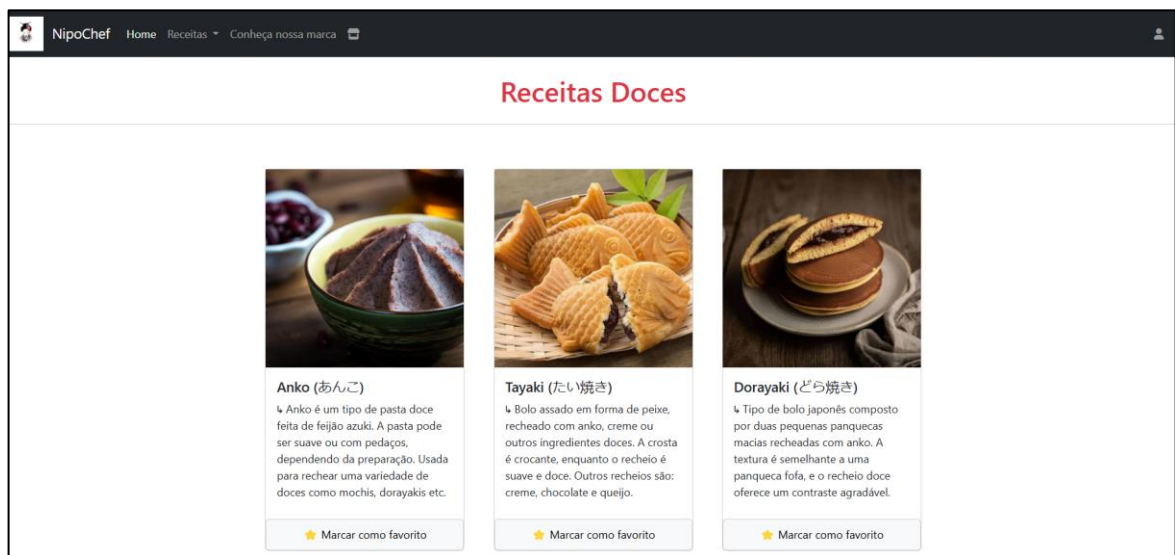 NipoChef Home Receitas Conheça nossa marca
Receitas Doces
Anko (あんこ)
↳ Anko é um tipo de pasta doce
feita de feijão azuki. A pasta pode
ser suave ou com pedaços,
dependendo da preparação. Usada
para rechear uma variedade de
doces como mochis, dorayakis etc.
Marcar como favorito
Tayaki (たい焼き)
↳ Bolo assado em forma de peixe,
recheado com anko, creme ou
outros ingredientes doces. A crosta
é crocante, enquanto o recheio é
suave e doce. Outros recheios são:
creme, chocolate e queijo.
Marcar como favorito
Dorayaki (どら焼き)
↳ Tipo de bolo japonês composto
por duas pequenas panquecas
macias recheadas com anko. A
textura é semelhante a uma
panqueca fofa, e o recheio doce
oferece um contraste agradável.
Marcar como favorito